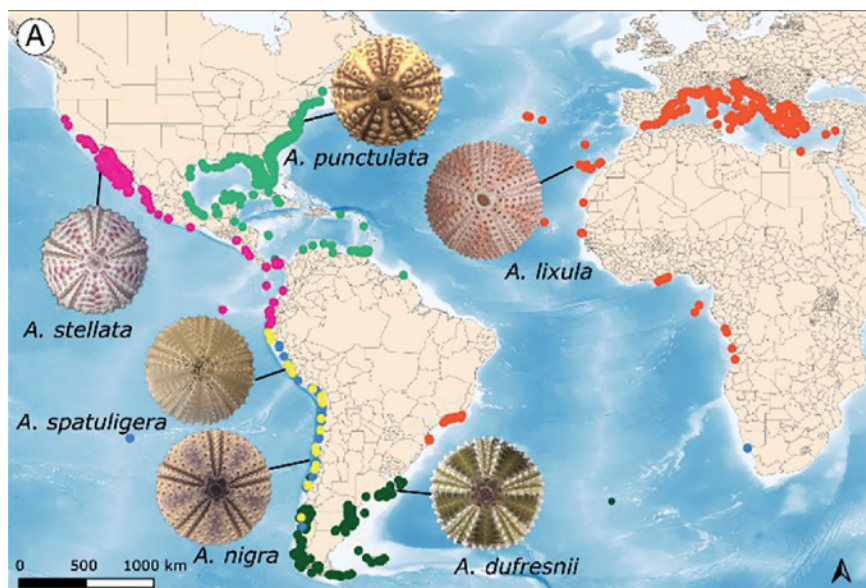 A
A. punctulata
A. lixula
A. stellata
A. spatuligera
A. nigra
A. dufresnii
0 500 1000 km